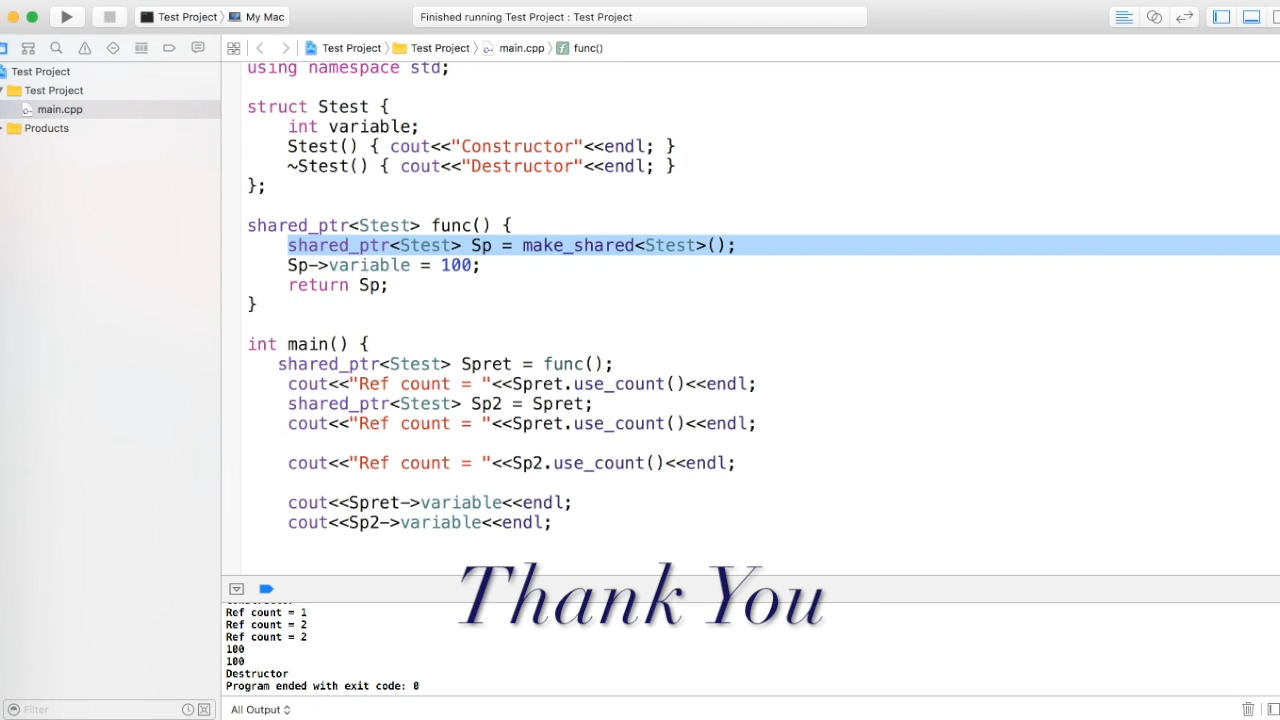 Test Project
My Mac
Finished running Test Project : Test Project
Test Project
Test Project
main.cpp
func()
Test Project
Test Project
main.cpp
Products
using namespace std;
struct Stest {
int variable;
Stest() { cout<<"Constructor"<<endl; }
~Stest() { cout<<"Destructor"<<endl; }
};
shared_ptr<Stest> func() {
shared_ptr<Stest> Sp = make_shared<Stest>();
Sp->variable = 100;
return Sp;
}
int main() {
shared_ptr<Stest> Spret = func();
cout<<"Ref count = "<<Spret.use_count()<<endl;
shared_ptr<Stest> Sp2 = Spret;
cout<<"Ref count = "<<Spret.use_count()<<endl;
cout<<"Ref count = "<<Sp2.use_count()<<endl;
cout<<Spret->variable<<endl;
cout<<Sp2->variable<<endl;
Thank You
Ref count = 1
Ref count = 2
Ref count = 2
100
100
Destructor
Program ended with exit code: 0
Filter
All Output